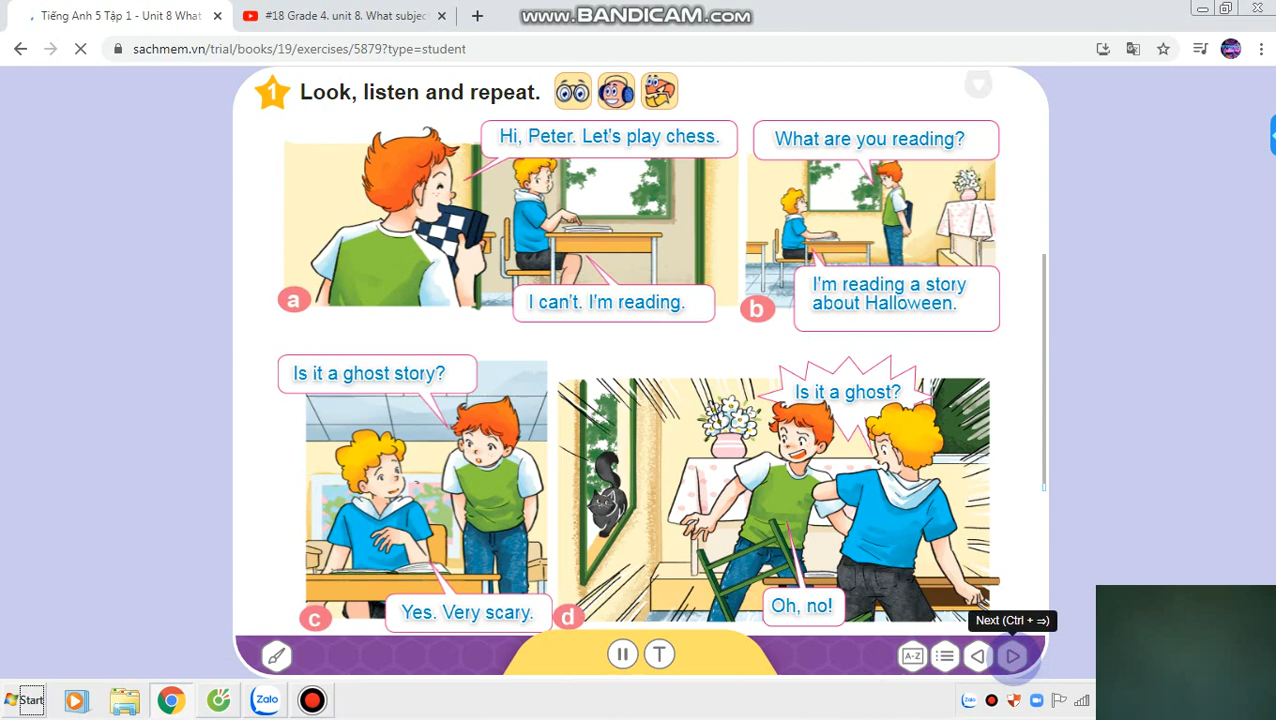 Tiếng Anh 5 Tập 1 - Unit 8 What
#18 Grade 4. unit 8. What subjec
www.BANDICAM.com
sachmem.vn/trial/books/19/exercises/5879?type=student
1 Look, listen and repeat.
Hi, Peter. Let's play chess.
I can't. I'm reading.
a
What are you reading?
I'm reading a story
about Halloween.
b
Is it a ghost story?
Yes. Very scary.
c
Is it a ghost?
Oh, no!
d
Next (Ctrl + ⇒)
T
A-Z
Start
Zalo
Zalo